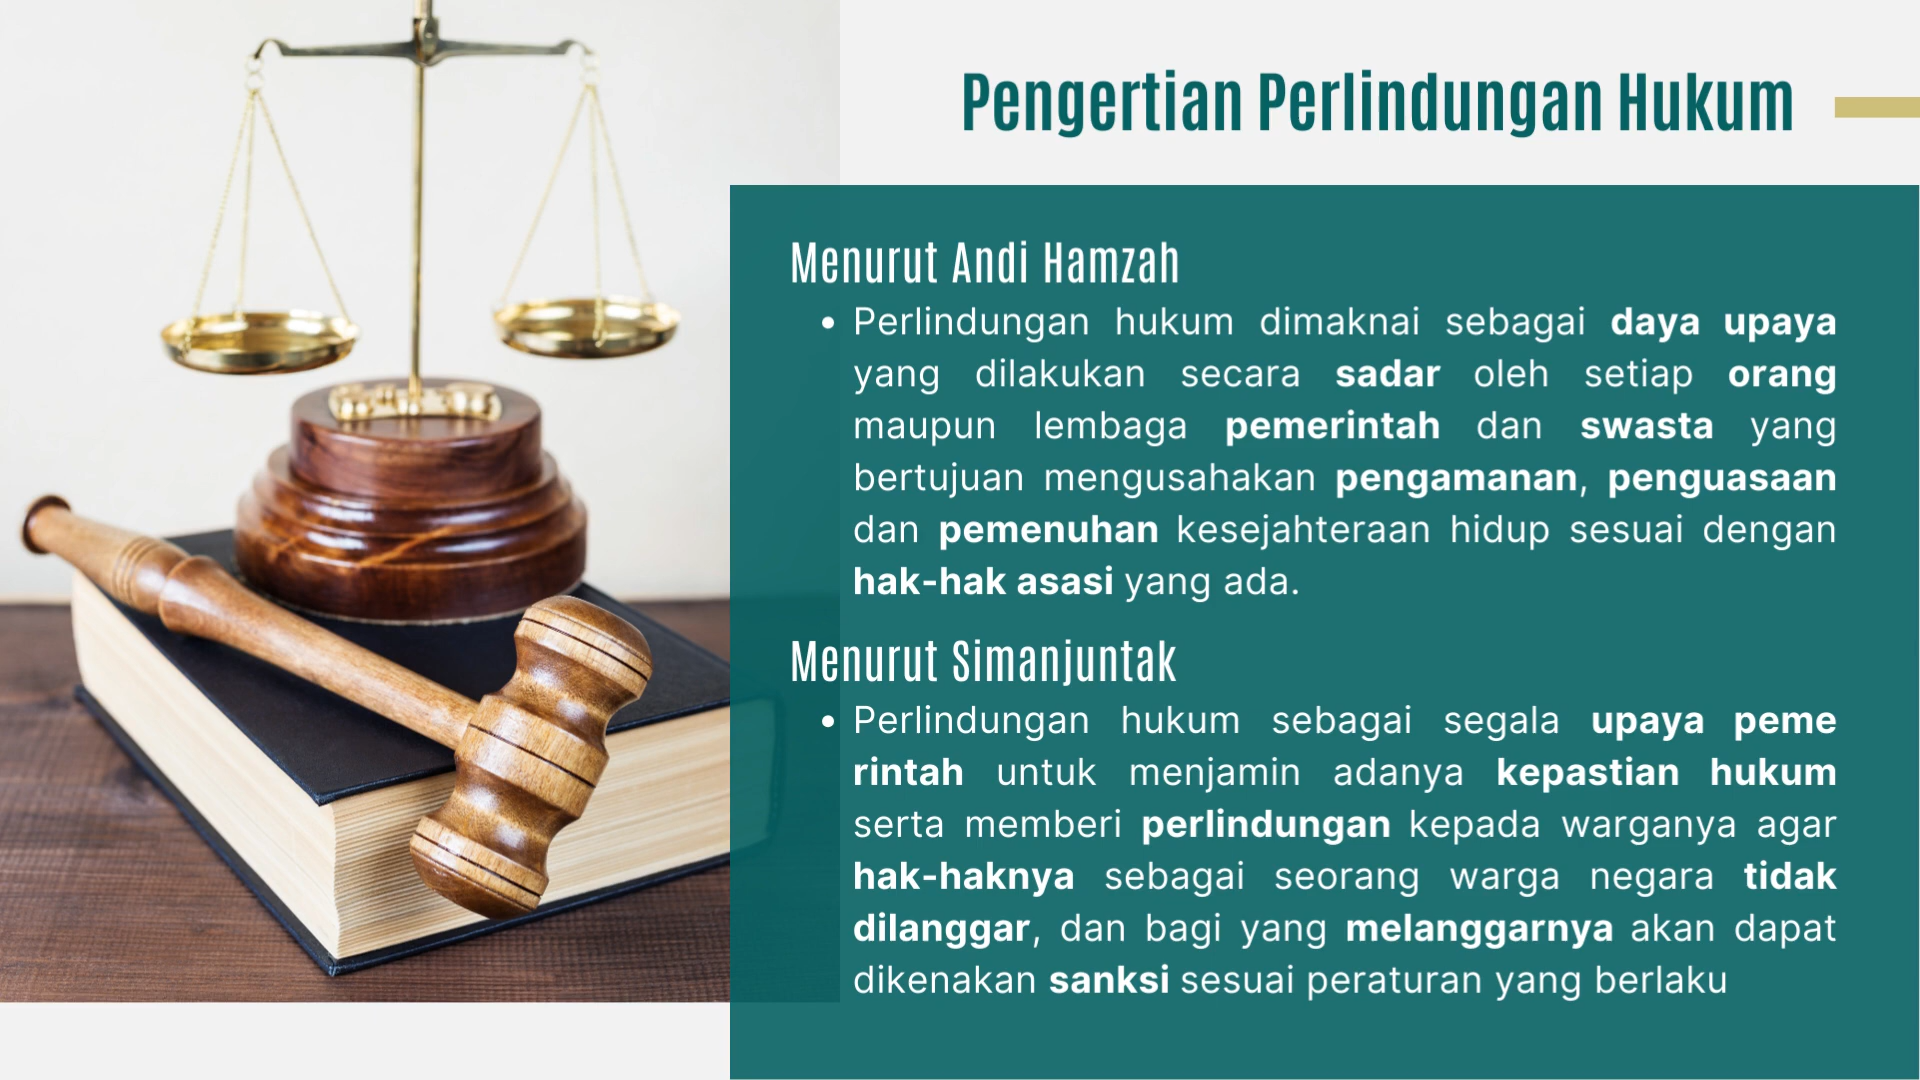 Pengertian Perlindungan Hukum
Menurut Andi Hamzah
• Perlindungan hukum dimaknai sebagai daya upaya
yang dilakukan secara sadar oleh setiap orang
maupun lembaga pemerintah dan swasta yang
bertujuan mengusahakan pengamanan, penguasaan
dan pemenuhan kesejahteraan hidup sesuai dengan
hak-hak asasi yang ada.
Menurut Simanjuntak
• Perlindungan hukum sebagai segala upaya peme
rintah untuk menjamin adanya kepastian hukum
serta memberi perlindungan kepada warganya agar
hak-haknya sebagai seorang warga negara tidak
dilanggar, dan bagi yang melanggarnya akan dapat
dikenakan sanksi sesuai peraturan yang berlaku